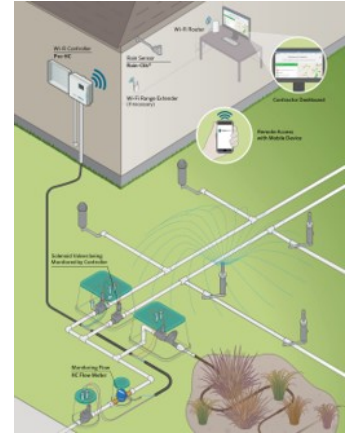 Wi-Fi Router
Wi-Fi Controller
Pro-HC
Rain Sensor
Rain-Clik®
Wi-Fi Range Extender
(If necessary)
Contractor Dashboard
Remote Access
with Mobile Device
Solenoid Valves being
Monitored by Controller
Monitoring Flow
HC Flow Meter